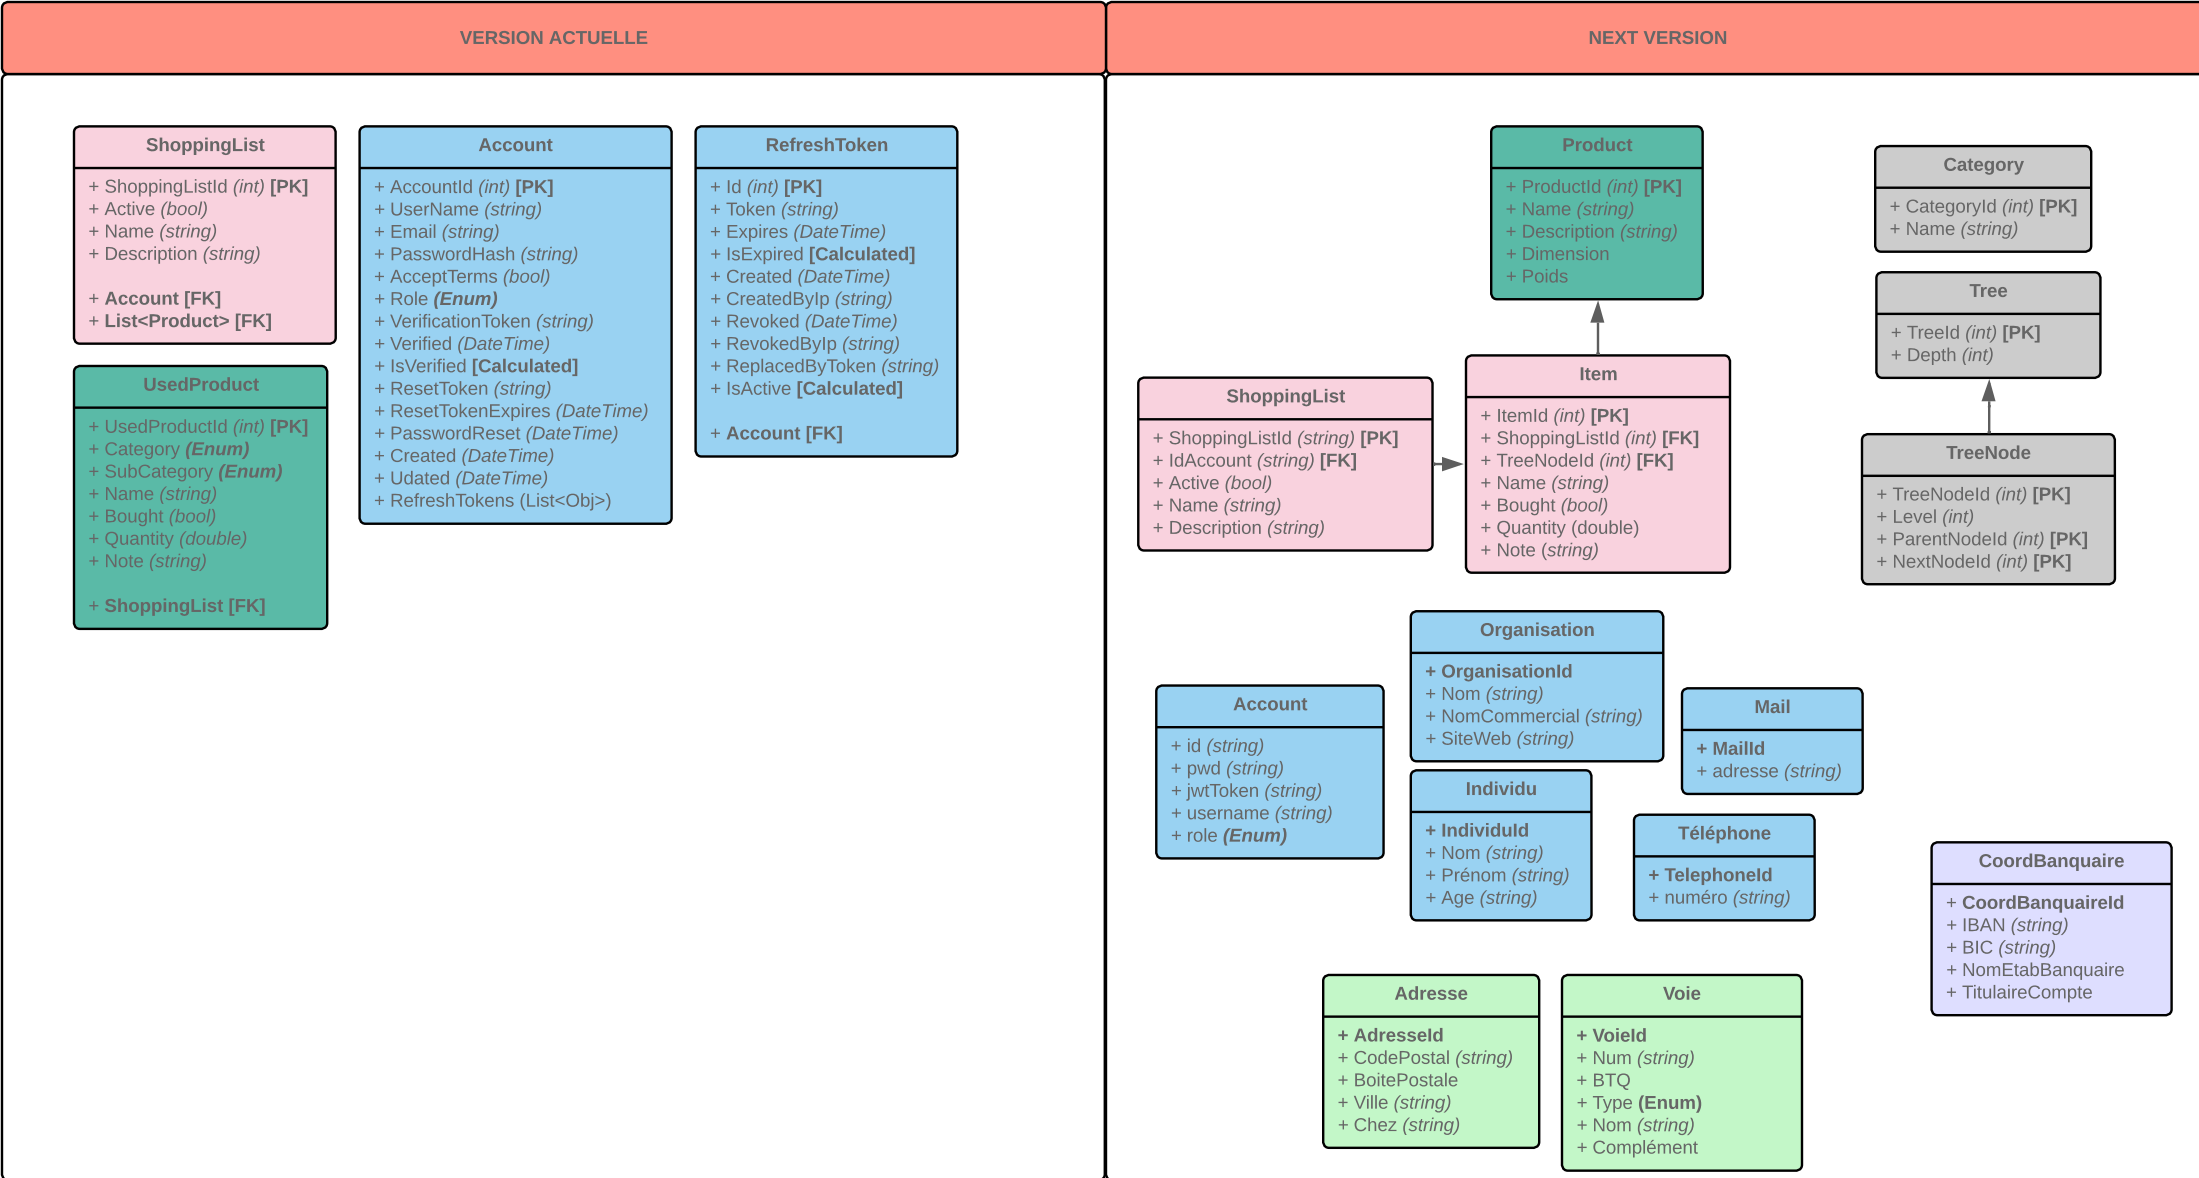 VERSION ACTUELLE
NEXT VERSION
ShoppingList
+ ShoppingListId (int) [PK]
+ Active (bool)
+ Name (string)
+ Description (string)
+ Account [FK]
+ List<Product> [FK]
UsedProduct
+ UsedProductId (int) [PK]
+ Category (Enum)
+ SubCategory (Enum)
+ Name (string)
+ Bought (bool)
+ Quantity (double)
+ Note (string)
+ ShoppingList [FK]
Account
+ AccountId (int) [PK]
+ UserName (string)
+ Email (string)
+ PasswordHash (string)
+ AcceptTerms (bool)
+ Role (Enum)
+ VerificationToken (string)
+ Verified (DateTime)
+ IsVerified [Calculated]
+ ResetToken (string)
+ ResetTokenExpires (DateTime)
+ PasswordReset (DateTime)
+ Created (DateTime)
+ Udated (DateTime)
+ RefreshTokens (List<Obj>)
RefreshToken
+ Id (int) [PK]
+ Token (string)
+ Expires (DateTime)
+ IsExpired [Calculated]
+ Created (DateTime)
+ CreatedByIp (string)
+ Revoked (DateTime)
+ RevokedByIp (string)
+ ReplacedByToken (string)
+ IsActive [Calculated]
+ Account [FK]
Product
+ ProductId (int) [PK]
+ Name (string)
+ Description (string)
+ Dimension
+ Poids
Category
+ CategoryId (int) [PK]
+ Name (string)
Tree
+ TreeId (int) [PK]
+ Depth (int)
ShoppingList
+ ShoppingListId (string) [PK]
+ IdAccount (string) [FK]
+ Active (bool)
+ Name (string)
+ Description (string)
Item
+ ItemId (int) [PK]
+ ShoppingListId (int) [FK]
+ TreeNodeId (int) [FK]
+ Name (string)
+ Bought (bool)
+ Quantity (double)
+ Note (string)
TreeNode
+ TreeNodeId (int) [PK]
+ Level (int)
+ ParentNodeId (int) [PK]
+ NextNodeId (int) [PK]
Account
+ id (string)
+ pwd (string)
+ jwtToken (string)
+ username (string)
+ role (Enum)
Organisation
+ OrganisationId
+ Nom (string)
+ NomCommercial (string)
+ SiteWeb (string)
Individu
+ IndividuId
+ Nom (string)
+ Prénom (string)
+ Age (string)
Mail
+ MailId
+ adresse (string)
Téléphone
+ TelephoneId
+ numéro (string)
CoordBanquaire
+ CoordBanquaireId
+ IBAN (string)
+ BIC (string)
+ NomEtabBanquaire
+ TitulaireCompte
Adresse
+ AdresseId
+ CodePostal (string)
+ BoitePostale
+ Ville (string)
+ Chez (string)
Voie
+ VoieId
+ Num (string)
+ BTQ
+ Type (Enum)
+ Nom (string)
+ Complément